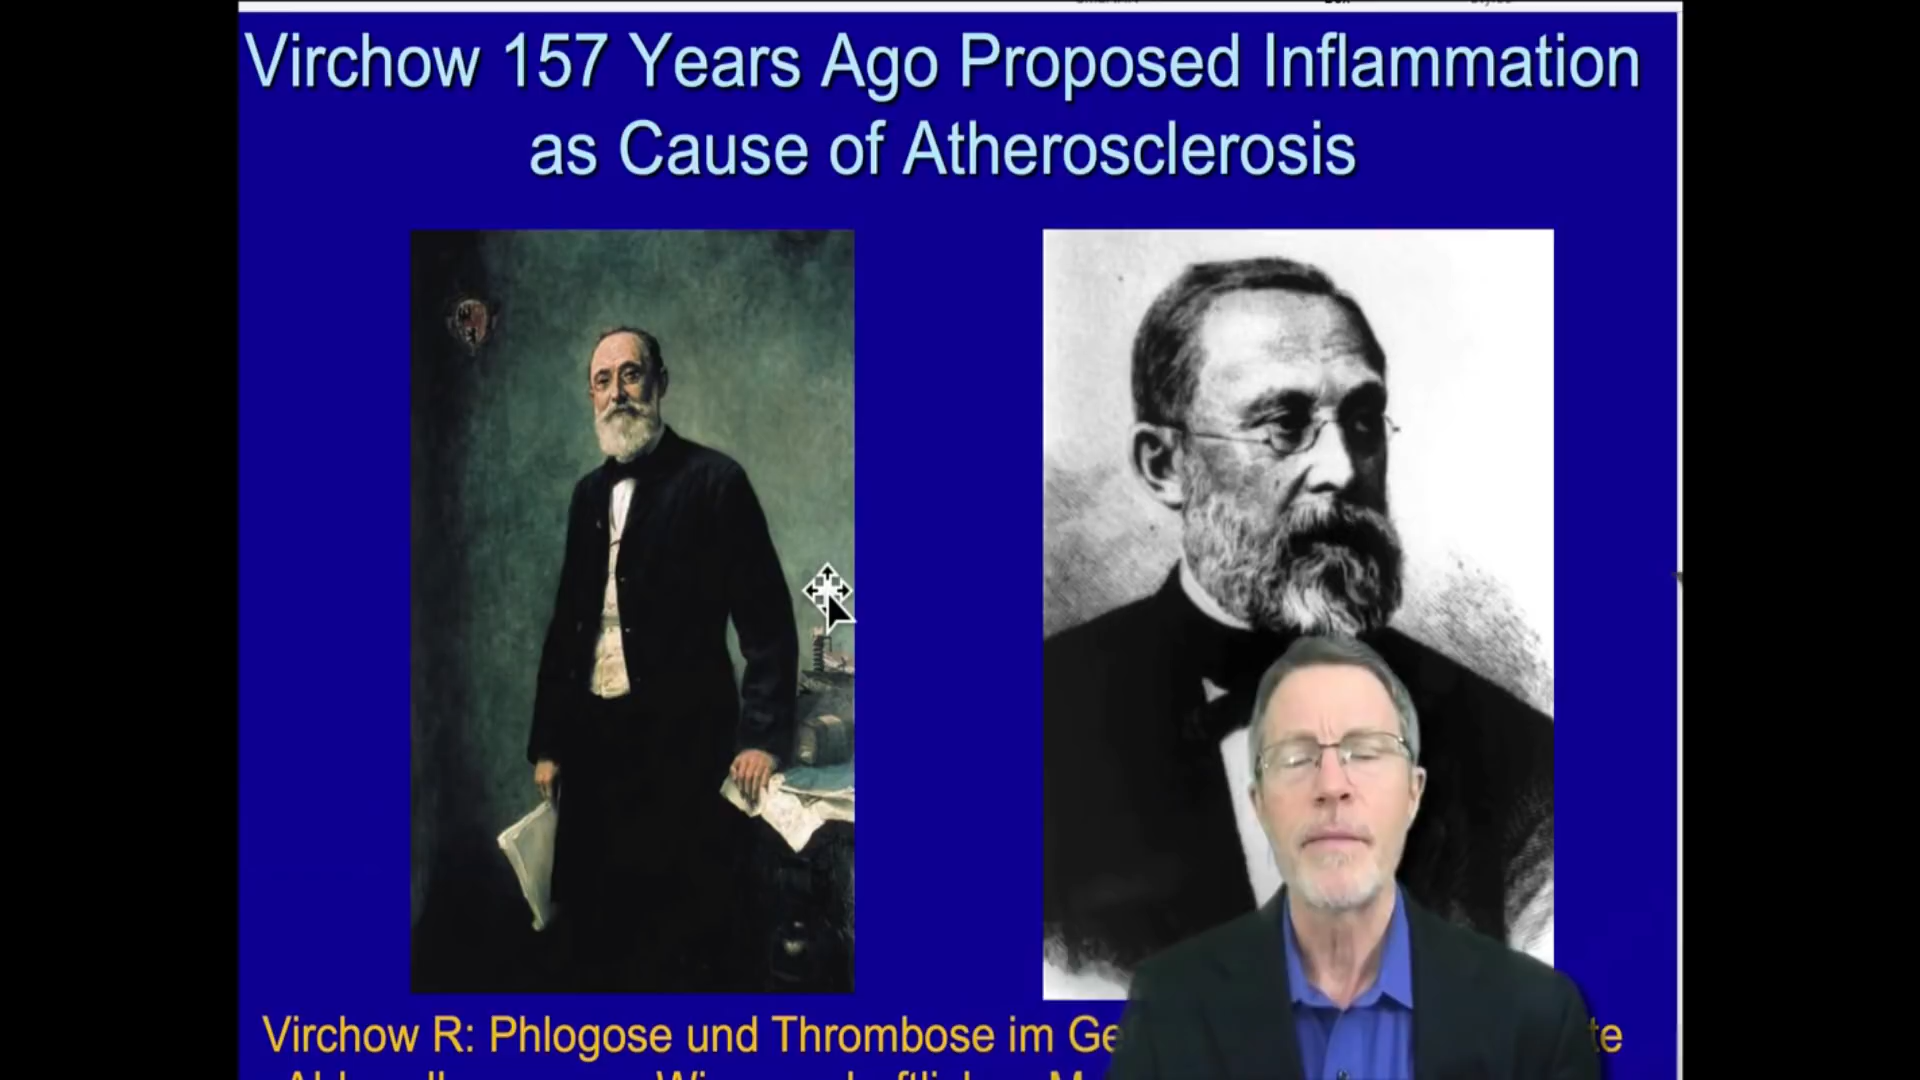 Virchow 157 Years Ago Proposed Inflammation
as Cause of Atherosclerosis
Virchow R: Phlogose und Thrombose im Ge te